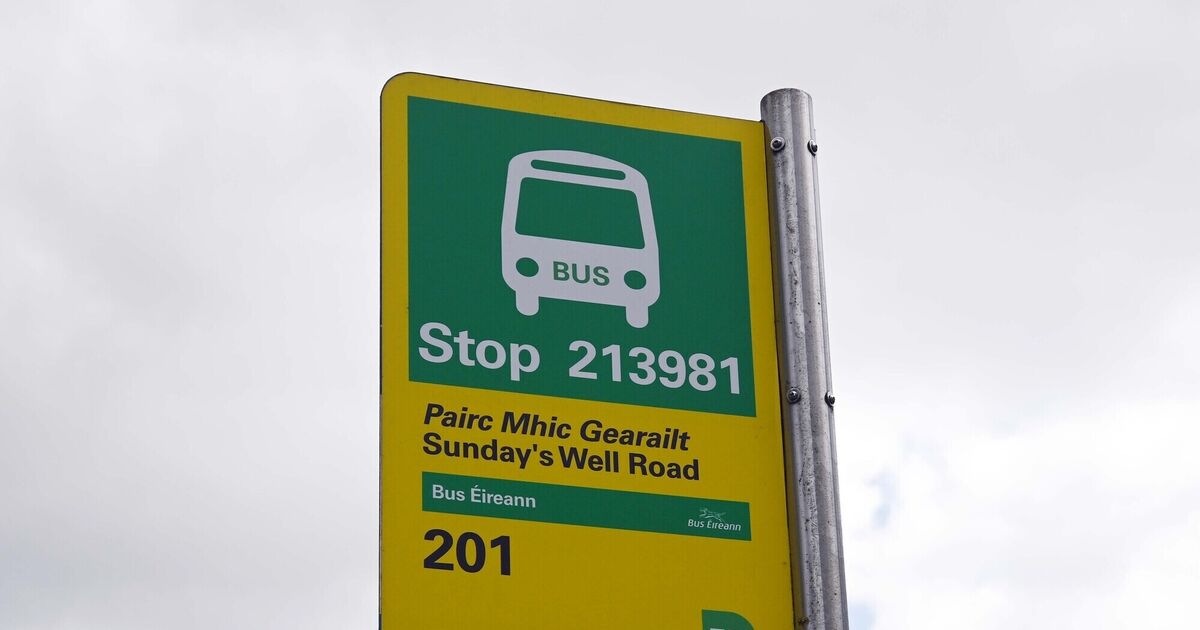 BUS
Stop 213981
Pairc Mhic Gearailt
Sunday's Well Road
Bus Éireann
Bus Éireann
201